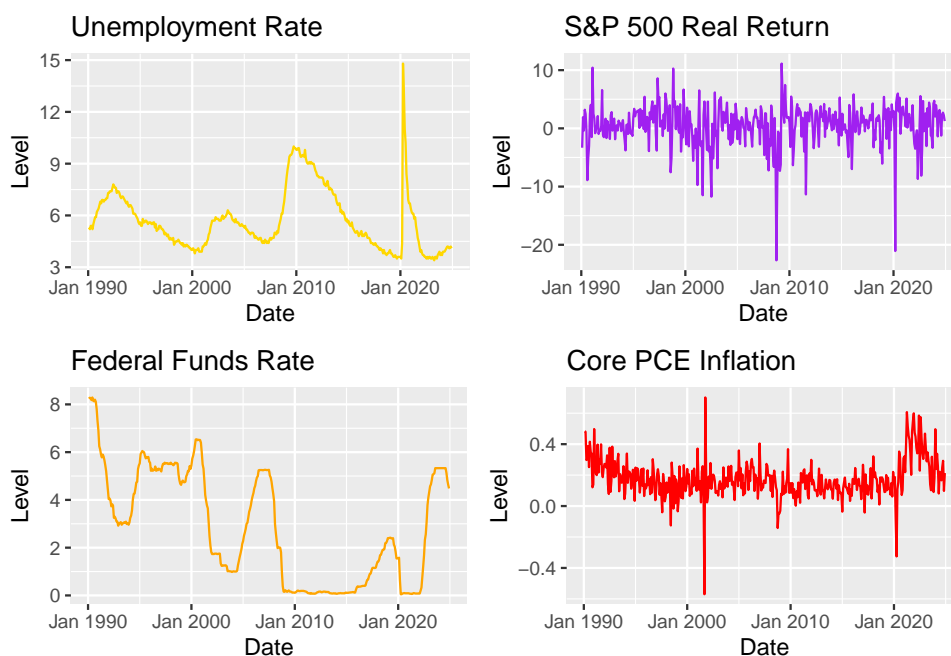 Unemployment Rate
15
12
9
6
3
Level
Jan 1990 Jan 2000 Jan 2010 Jan 2020
Date
S&P 500 Real Return
10
0
−10
−20
Level
Jan 1990 Jan 2000 Jan 2010 Jan 2020
Date
Federal Funds Rate
8
6
4
2
0
Level
Jan 1990 Jan 2000 Jan 2010 Jan 2020
Date
Core PCE Inflation
0.4
0.0
−0.4
Level
Jan 1990 Jan 2000 Jan 2010 Jan 2020
Date